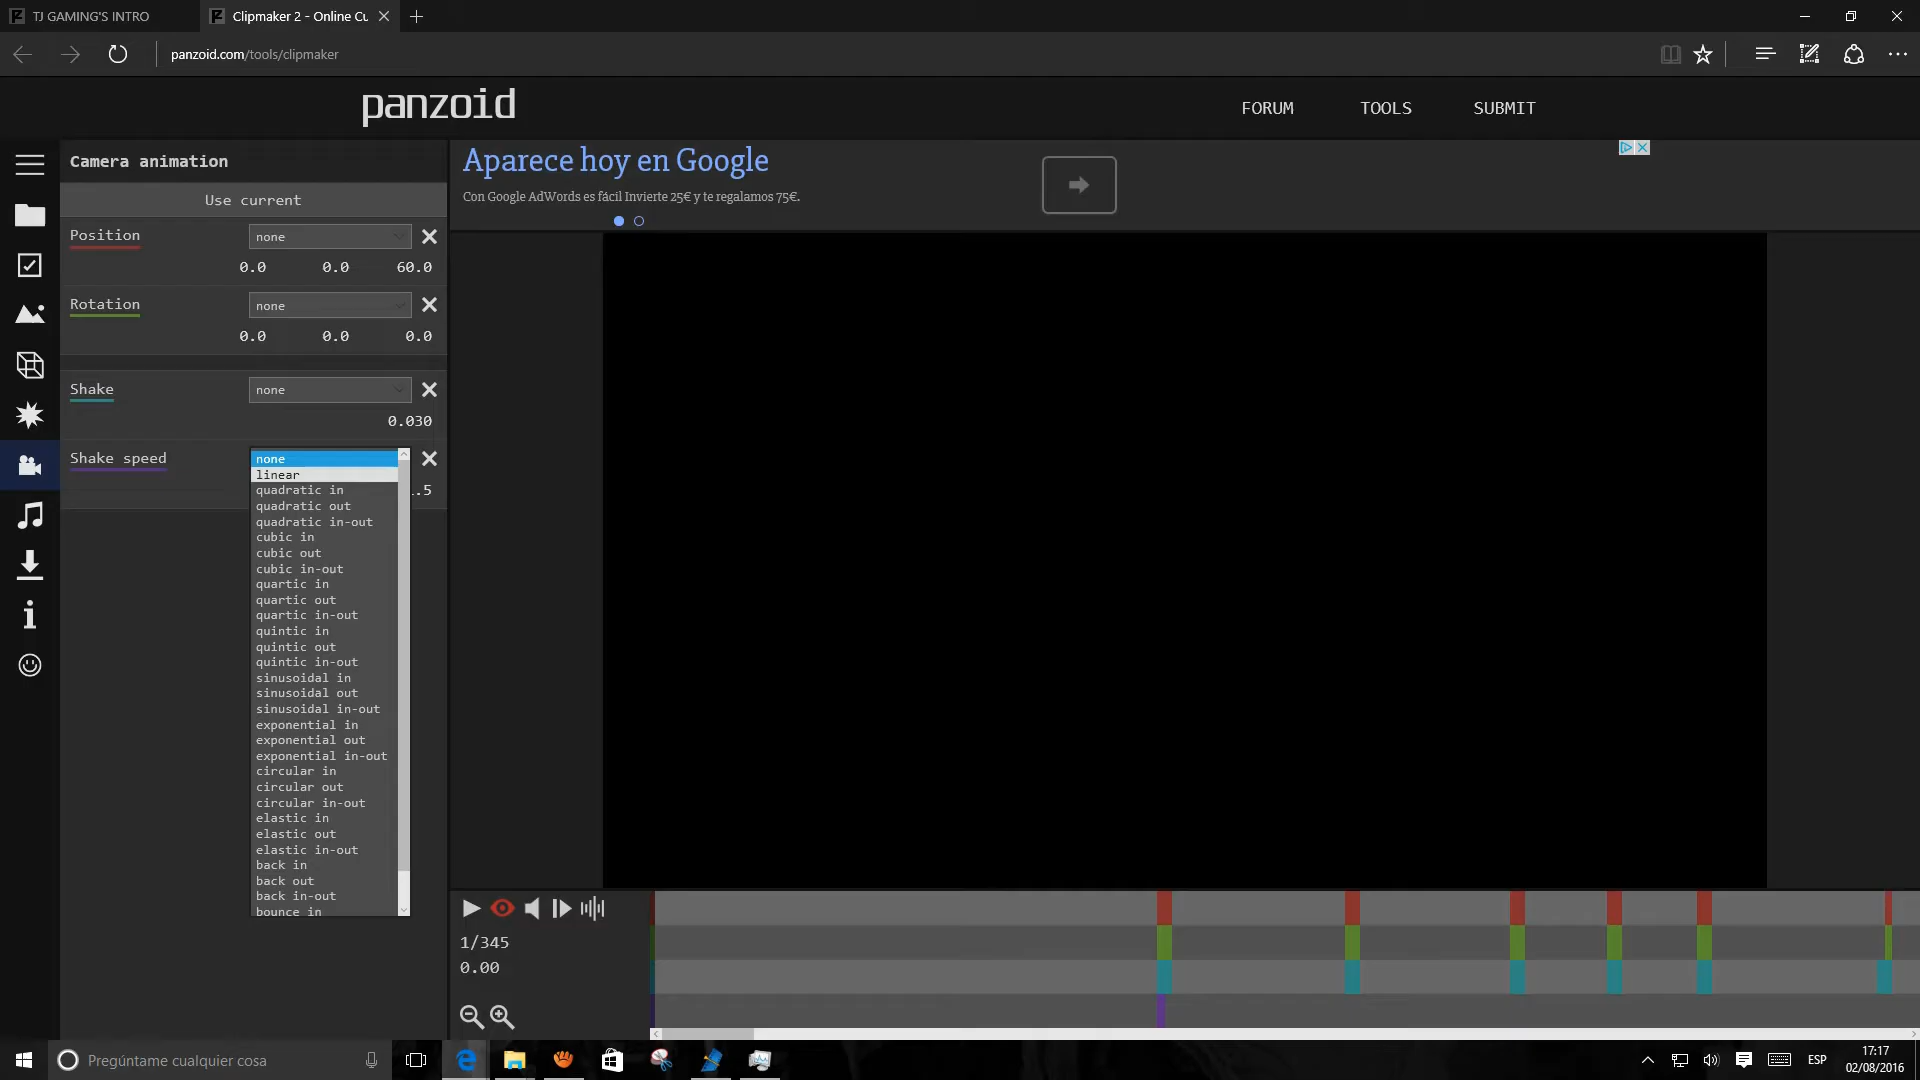 TJ GAMING'S INTRO
Clipmaker 2 - Online Cu
panzoid.com/tools/clipmaker
panzoid
FORUM
TOOLS
SUBMIT
Camera animation
Use current
Position
none
0.0 0.0 60.0
Rotation
none
0.0 0.0 0.0
Shake
none
0.030
Shake speed
none
linear
quadratic in
.5
quadratic out
quadratic in-out
cubic in
cubic out
cubic in-out
quartic in
quartic out
quartic in-out
quintic in
quintic out
quintic in-out
sinusoidal in
sinusoidal out
sinusoidal in-out
exponential in
exponential out
exponential in-out
circular in
circular out
circular in-out
elastic in
elastic out
elastic in-out
back in
back out
back in-out
bounce in
Aparece hoy en Google
Con Google AdWords es fácil Invierte 25€ y te regalamos 75€.
1/345
0.00
Pregúntame cualquier cosa
ESP
17:17
02/08/2016